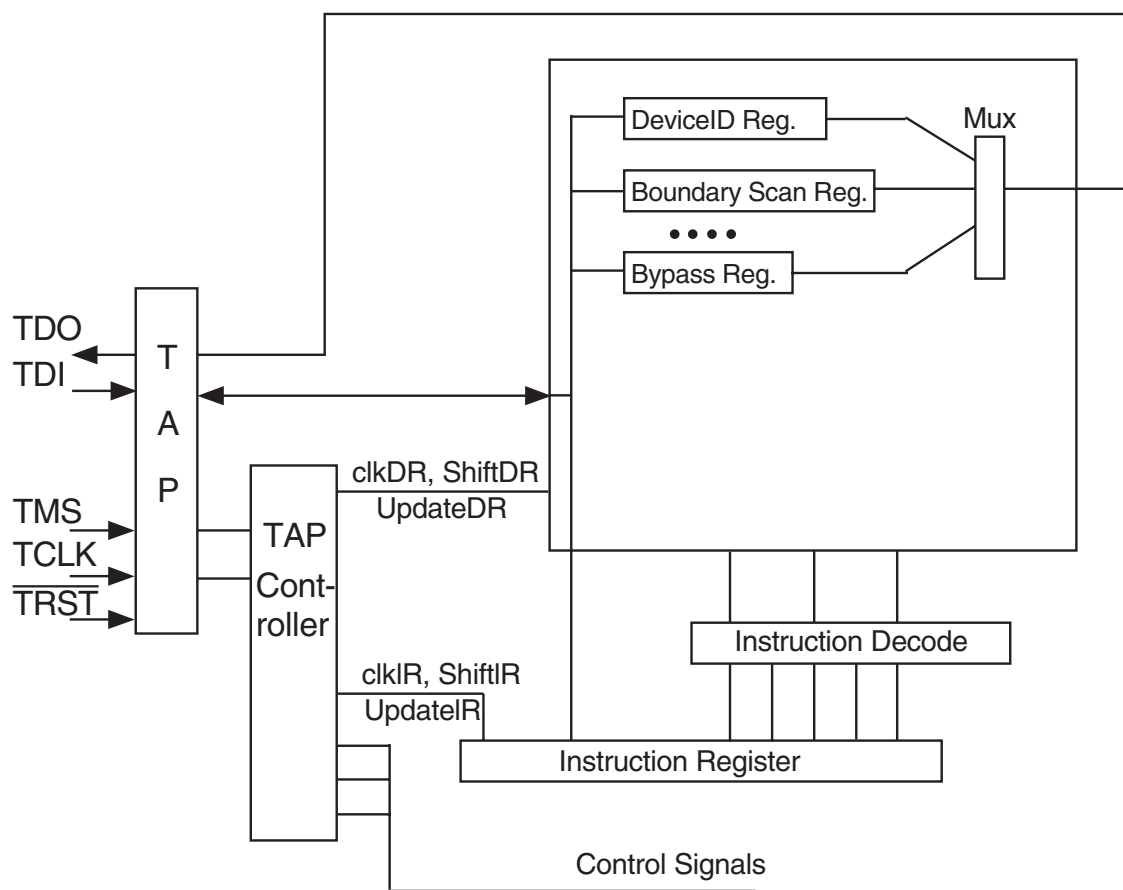 DeviceID Reg.
Mux
Boundary Scan Reg.
Bypass Reg.
TDO
TDI
T
A
P
TMS
TCLK
TRST
TAP
Cont-
roller
clkDR, ShiftDR
UpdateDR
Instruction Decode
clkIR, ShiftIR
UpdateIR
Instruction Register
Control Signals